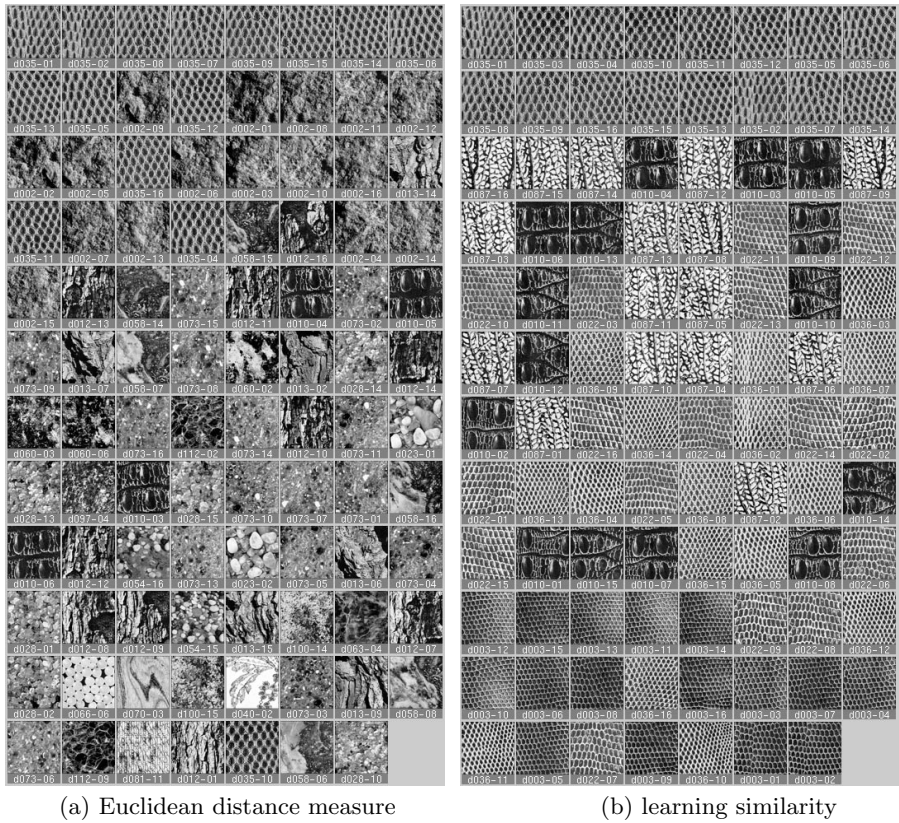 d035-01 d035-02 d035-08 d035-07 d035-09 d035-15 d035-14 d035-06
d035-13 d035-05 d002-09 d035-12 d002-01 d002-08 d002-11 d002-12
d002-02 d002-05 d035-16 d002-06 d002-03 d002-10 d002-16 d013-14
d035-11 d002-07 d002-13 d035-04 d058-15 d012-16 d002-04 d002-14
d002-15 d012-13 d058-14 d073-15 d012-11 d010-04 d073-02 d010-05
d073-09 d013-07 d058-07 d073-08 d060-02 d013-02 d028-14 d012-14
d060-03 d060-06 d073-16 d112-02 d073-14 d012-10 d073-11 d023-01
d028-13 d097-04 d010-03 d028-15 d073-10 d073-07 d073-01 d058-16
d010-06 d012-12 d054-16 d073-13 d023-02 d073-05 d013-06 d073-04
d028-01 d012-08 d012-09 d054-15 d013-15 d100-14 d063-04 d012-07
d028-02 d066-06 d070-03 d100-15 d040-02 d073-03 d013-09 d058-08
d073-06 d112-09 d081-11 d012-01 d035-10 d058-06 d028-10
(a) Euclidean distance measure
d035-01 d035-03 d035-04 d035-10 d035-11 d035-12 d035-05 d035-06
d035-08 d035-09 d035-16 d035-15 d035-13 d035-02 d035-07 d035-14
d087-16 d087-15 d087-14 d010-04 d087-12 d010-03 d010-05 d087-09
d087-03 d010-06 d010-13 d087-13 d087-08 d022-11 d010-09 d022-12
d022-10 d010-11 d022-03 d087-11 d087-05 d022-13 d010-10 d036-03
d087-07 d010-12 d036-09 d087-10 d087-04 d036-01 d087-06 d036-07
d010-02 d087-01 d022-16 d036-14 d022-04 d036-02 d022-14 d022-02
d022-01 d036-13 d036-04 d022-05 d036-08 d087-02 d036-06 d010-14
d022-15 d010-01 d010-15 d010-07 d036-15 d036-05 d010-08 d022-06
d003-12 d003-15 d003-13 d003-11 d003-14 d022-09 d022-08 d036-12
d003-10 d003-06 d003-08 d036-16 d003-16 d003-03 d003-07 d003-04
d036-11 d003-05 d022-07 d003-09 d036-10 d003-01 d003-02
(b) learning similarity